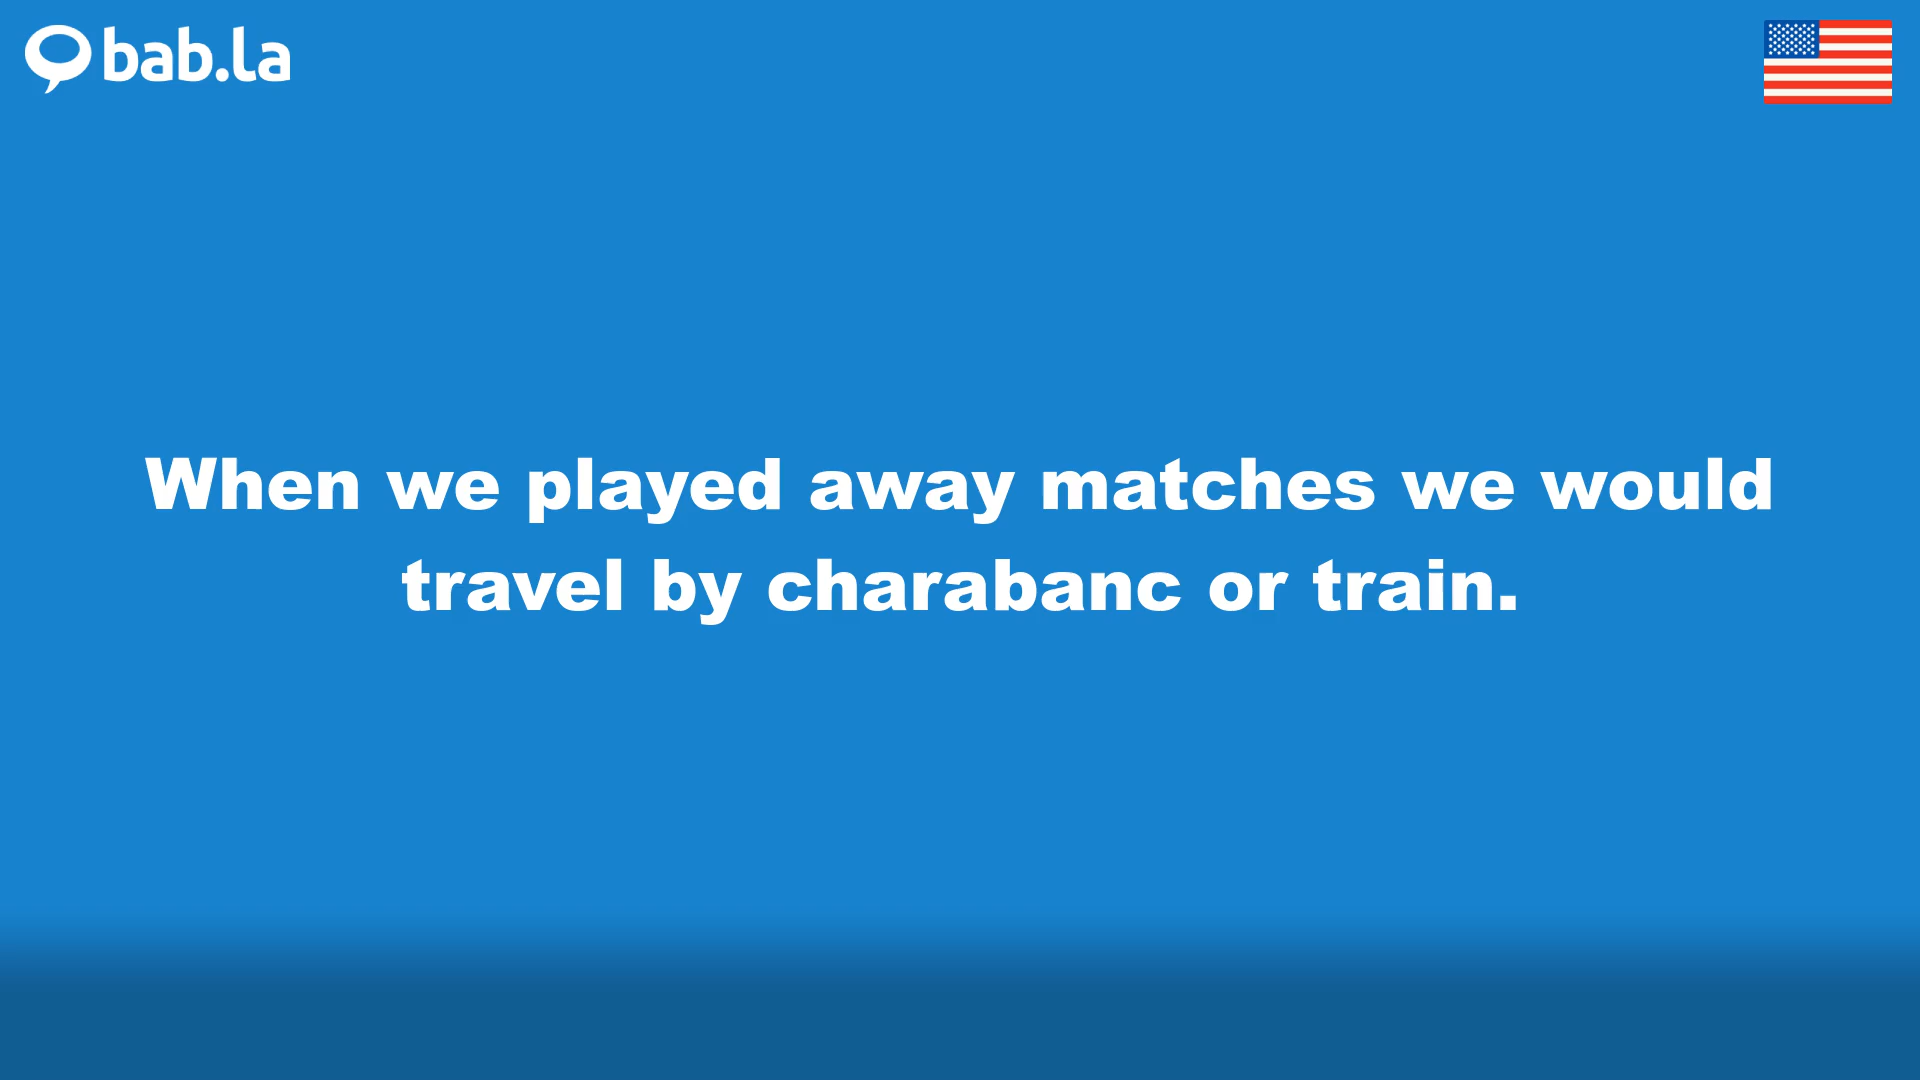 bab.la
When we played away matches we would
travel by charabanc or train.